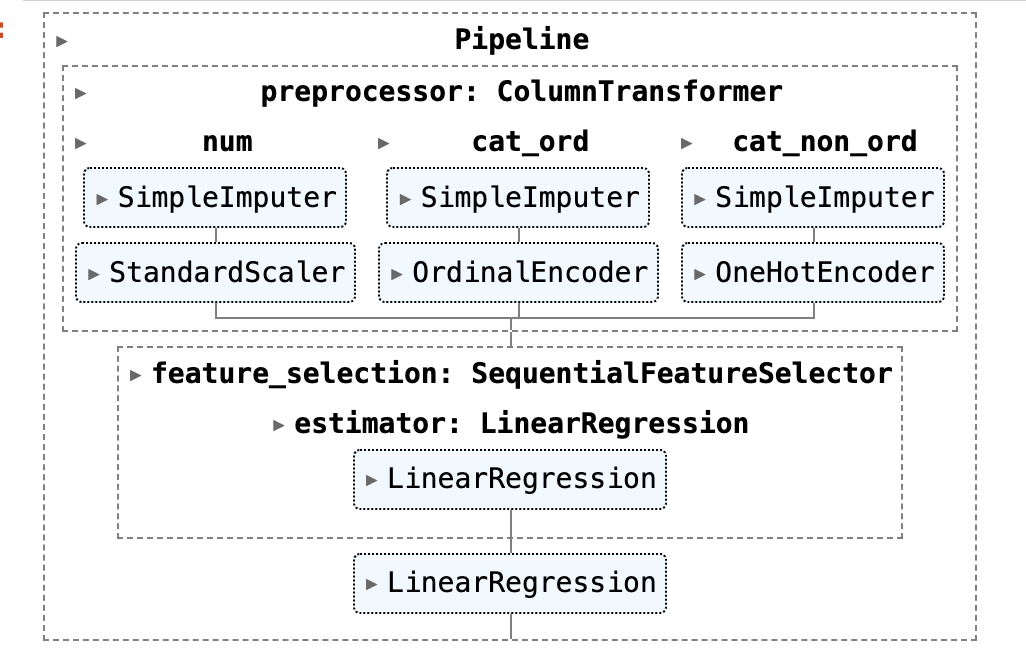 Pipeline
preprocessor: ColumnTransformer
num cat_ord cat_non_ord
SimpleImputer SimpleImputer SimpleImputer
StandardScaler OrdinalEncoder OneHotEncoder
feature_selection: SequentialFeatureSelector
estimator: LinearRegression
LinearRegression
LinearRegression